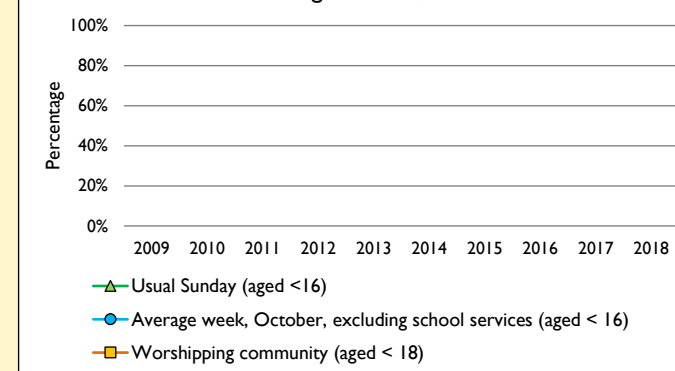 100%
80%
60%
40%
20%
0%
Percentage
2009 2010 2011 2012 2013 2014 2015 2016 2017 2018
Usual Sunday (aged <16)
Average week, October, excluding school services (aged < 16)
Worshipping community (aged < 18)